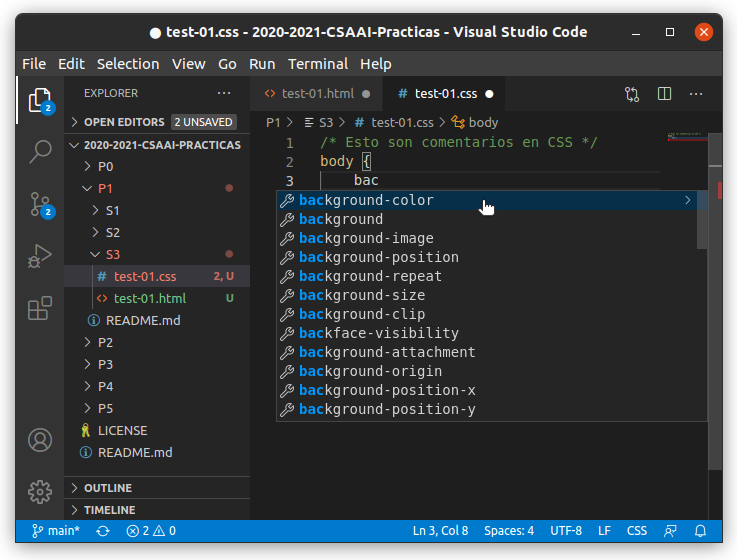 ● test-01.css - 2020-2021-CSAAI-Practicas - Visual Studio Code
File Edit Selection View Go Run Terminal Help
EXPLORER ···
test-01.html ●
# test-01.css ●
OPEN EDITORS 2 UNSAVED
P1 > S3 > # test-01.css > body
2020-2021-CSAAI-PRACTICAS
P0
P1
S1
S2
S3
# test-01.css 2, U
test-01.html U
README.md
P2
P3
P4
P5
LICENSE
README.md
OUTLINE
TIMELINE
2
2
1 /* Esto son comentarios en CSS */
2 body {
3 bac
background-color
background
background-image
background-position
background-repeat
background-size
background-clip
backface-visibility
background-attachment
background-origin
background-position-x
background-position-y
main* 2 0 Ln 3, Col 8 Spaces: 4 UTF-8 LF CSS